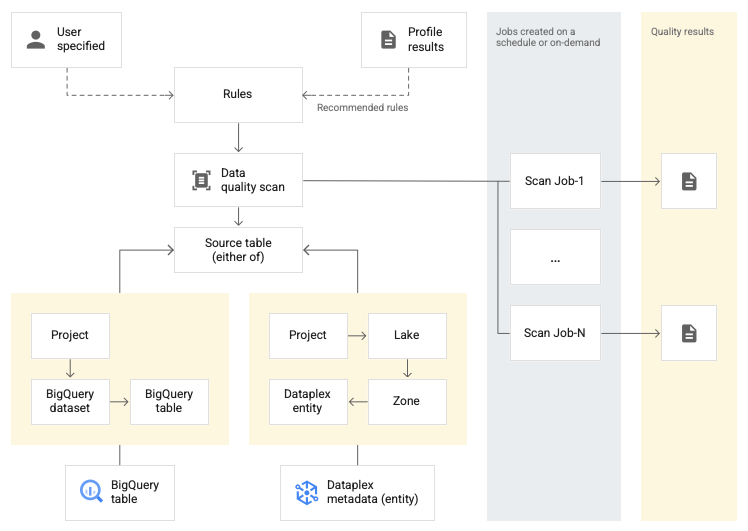 User
specified
Profile
results
Jobs created on a
schedule or on-demand
Quality results
Rules
Recommended rules
Data
quality scan
Scan Job-1
Source table
(either of)
...
Scan Job-N
Project
Project
Lake
BigQuery
dataset
BigQuery
table
Dataplex
entity
Zone
BigQuery
table
Dataplex
metadata (entity)